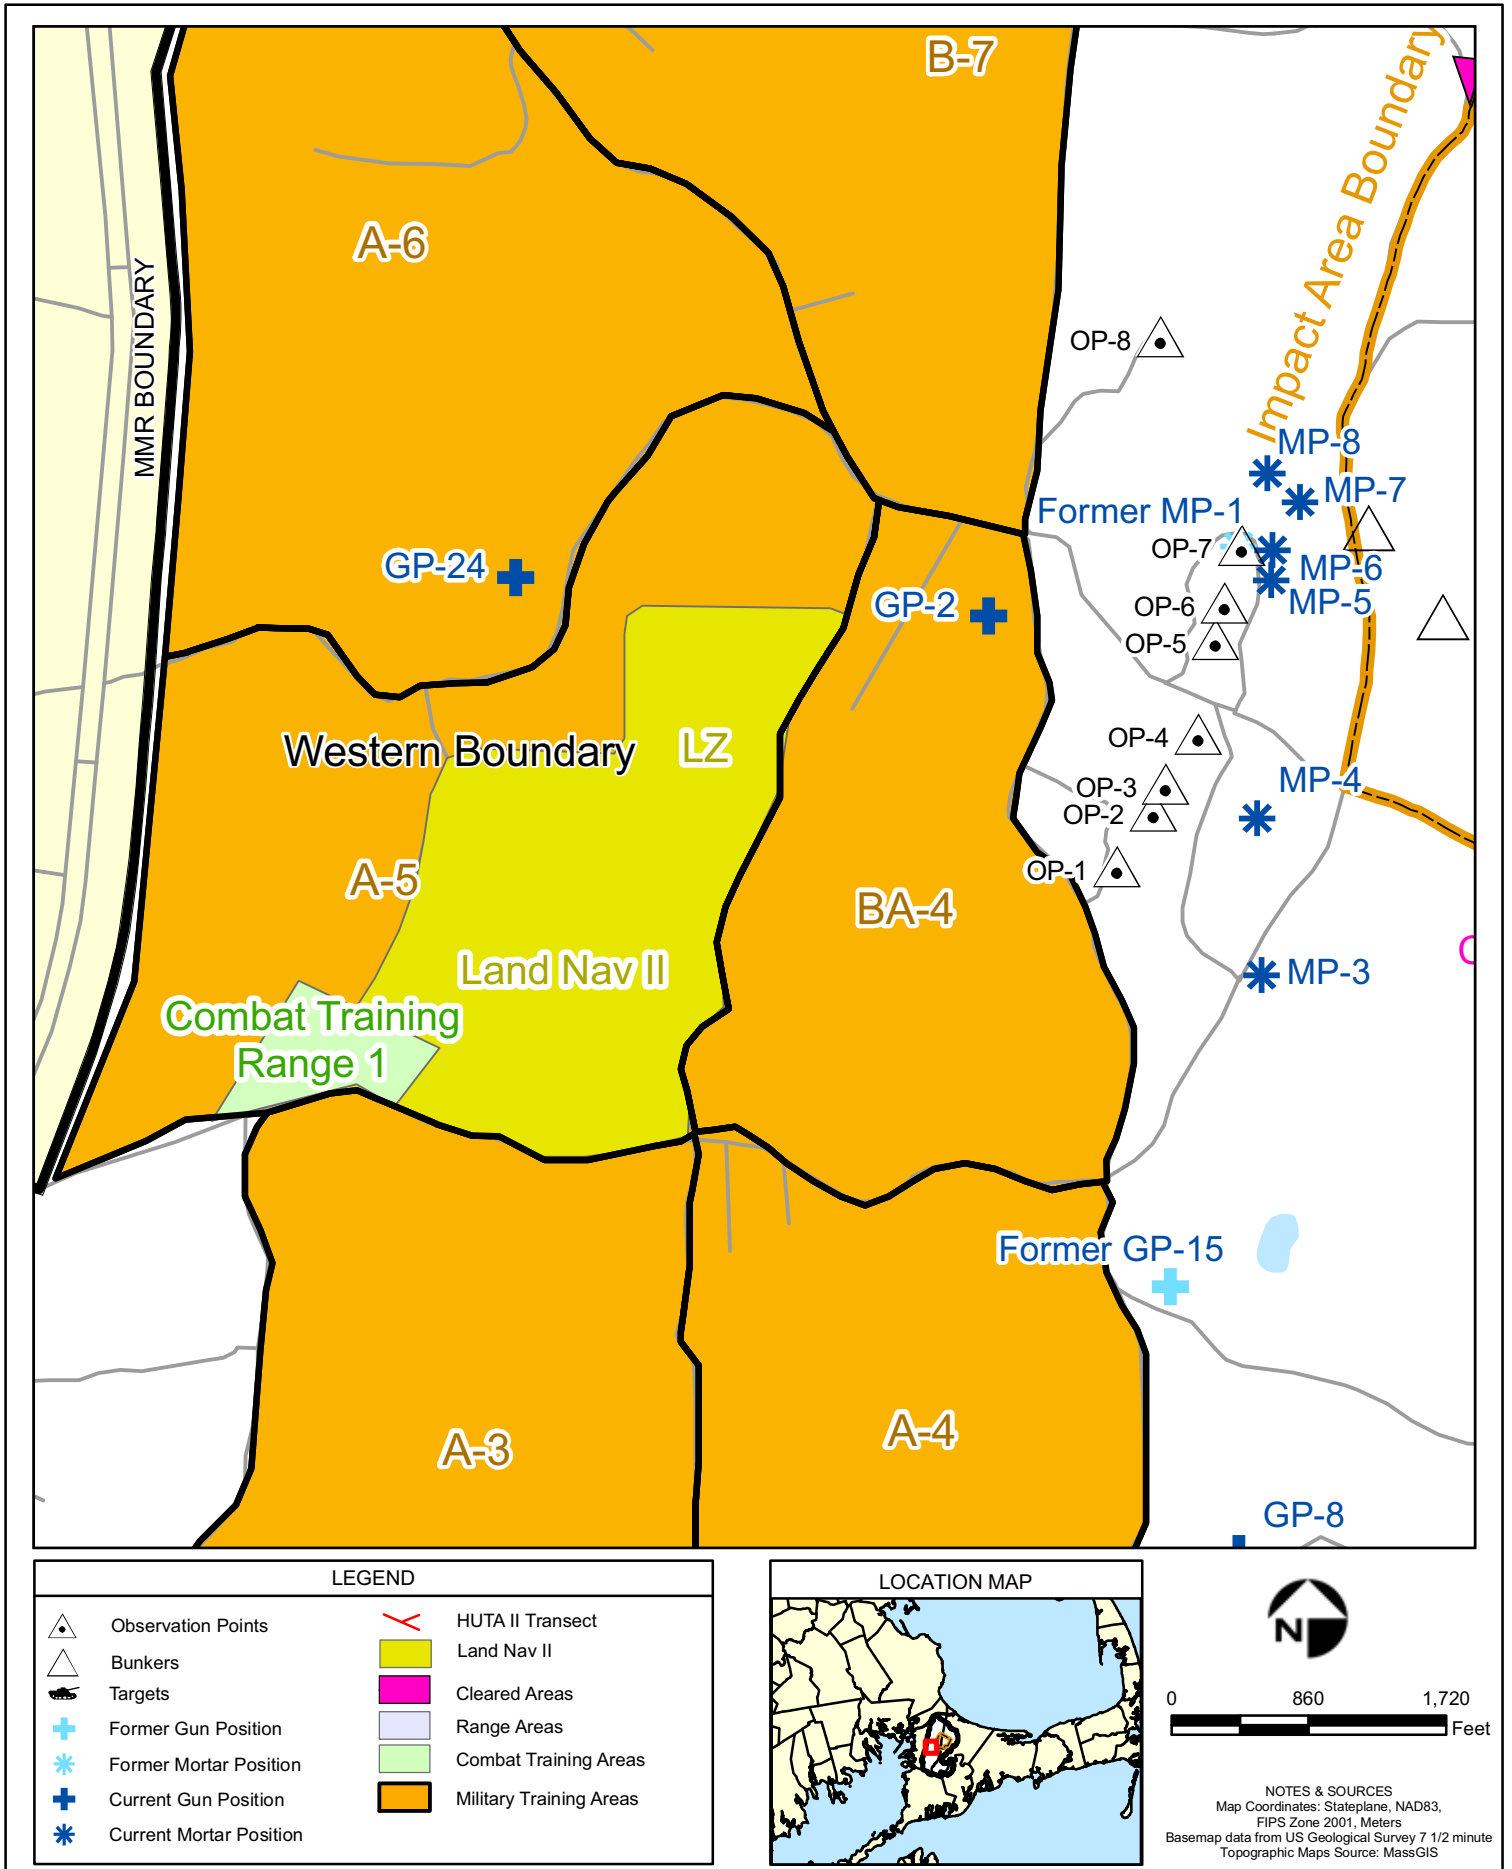 B-7
Impact Area Boundary
A-6
MMR BOUNDARY
OP-8
MP-8
MP-7
Former MP-1
OP-7
MP-6
GP-24
GP-2
OP-6
MP-5
OP-5
Western Boundary
LZ
OP-4
MP-4
OP-3
OP-2
OP-1
A-5
BA-4
Land Nav II
MP-3
Combat Training
Range 1
Former GP-15
A-3
A-4
GP-8
LEGEND
Observation Points
Bunkers
Targets
Former Gun Position
Former Mortar Position
Current Gun Position
Current Mortar Position
HUTA II Transect
Land Nav II
Cleared Areas
Range Areas
Combat Training Areas
Military Training Areas
LOCATION MAP
N
0 860 1,720
Feet
NOTES & SOURCES
Map Coordinates: Stateplane, NAD83,
FIPS Zone 2001, Meters
Basemap data from US Geological Survey 7 1/2 minute
Topographic Maps Source: MassGIS